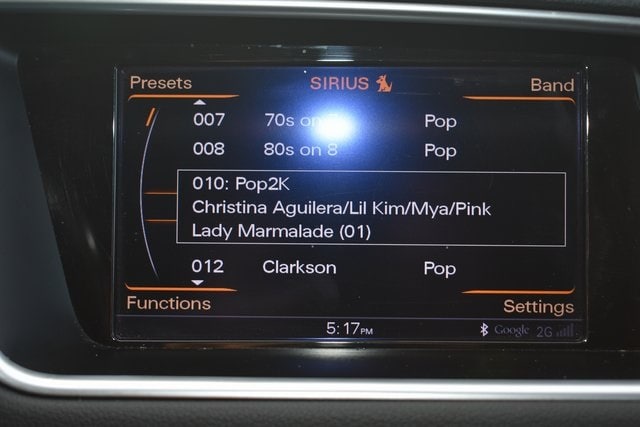 Presets SIRIUS Band
007 70s on 8 Pop
008 80s on 8 Pop
010: Pop2K
Christina Aguilera/Lil Kim/Mya/Pink
Lady Marmalade (01)
012 Clarkson Pop
Functions Settings
5:17PM Google 2G